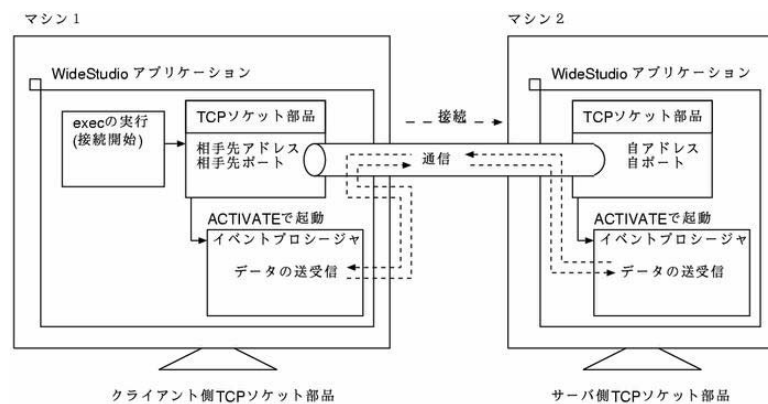 マシン1
マシン2
WideStudio アプリケーション
WideStudio アプリケーション
execの実行
(接続開始)
TCPソケット部品
相手先アドレス
相手先ポート
接続
通信
TCPソケット部品
自アドレス
自ポート
ACTIVATEで起動
イベントプロシージャ
データの送受信
ACTIVATEで起動
イベントプロシージャ
データの送受信
クライアント側TCPソケット部品
サーバ側TCPソケット部品